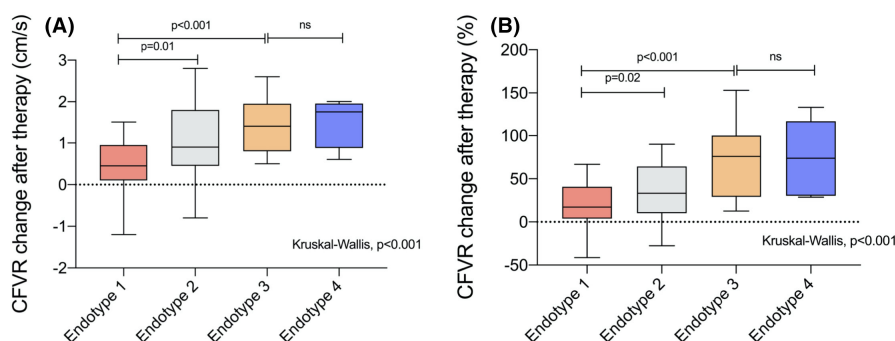 (A)
CFVR change after therapy (cm/s)
p<0.001
ns
p=0.01
3
2
1
0
-1
-2
Kruskal-Wallis, p<0.001
Endotype 1
Endotype 2
Endotype 3
Endotype 4
(B)
CFVR change after therapy (%)
p<0.001
ns
p=0.02
200
150
100
50
0
-50
Kruskal-Wallis, p<0.001
Endotype 1
Endotype 2
Endotype 3
Endotype 4